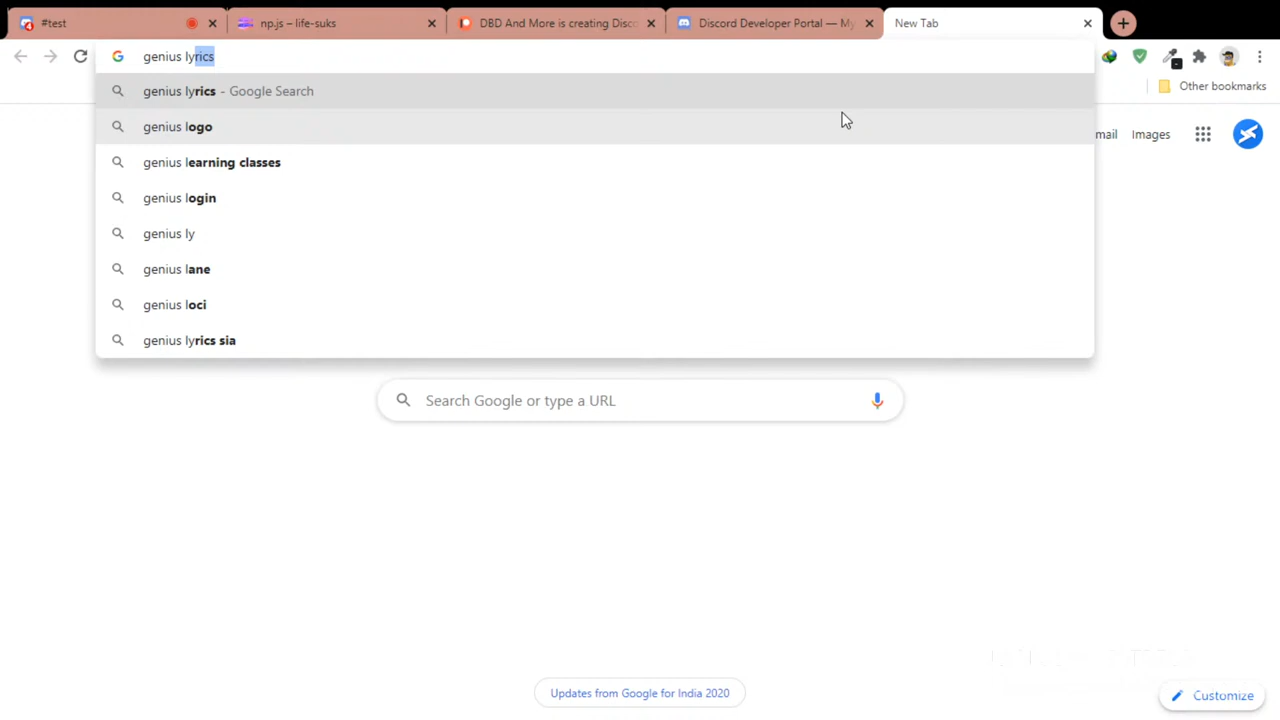 #test
np.js – life-suks
DBD And More is creating Disco
Discord Developer Portal — My
New Tab
genius lyrics
Other bookmarks
genius lyrics - Google Search
genius logo
mail
Images
genius learning classes
genius login
genius ly
genius lane
genius loci
genius lyrics sia
Search Google or type a URL
Updates from Google for India 2020
Customize